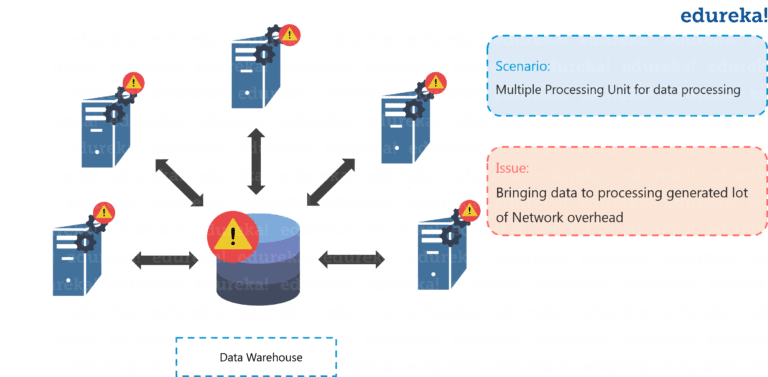 edureka!
Scenario:
Multiple Processing Unit for data processing
Issue:
Bringing data to processing generated lot
of Network overhead
Data Warehouse